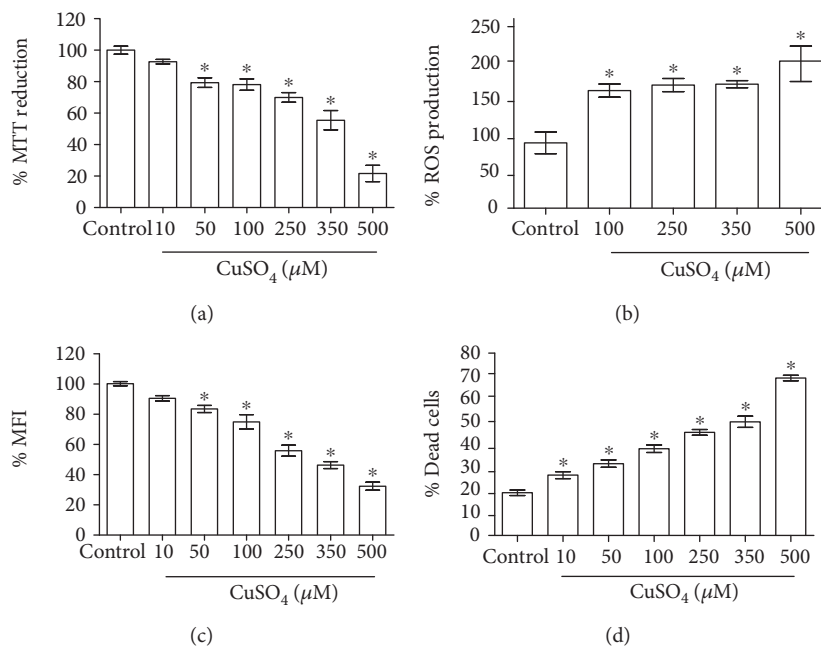 120
100
80
60
40
20
0
% MTT reduction
* * * * *
Control 10 50 100 250 350 500
CuSO4 (μM)
(a)
200
250
150
100
50
0
% ROS production
* * * *
Control 100 250 350 500
CuSO4 (μM)
(b)
120
100
80
60
40
20
0
% MFI
* * * * *
Control 10 50 100 250 350 500
CuSO4 (μM)
(c)
80
70
60
50
40
30
20
10
0
% Dead cells
* * * * * *
Control 10 50 100 250 350 500
CuSO4 (μM)
(d)